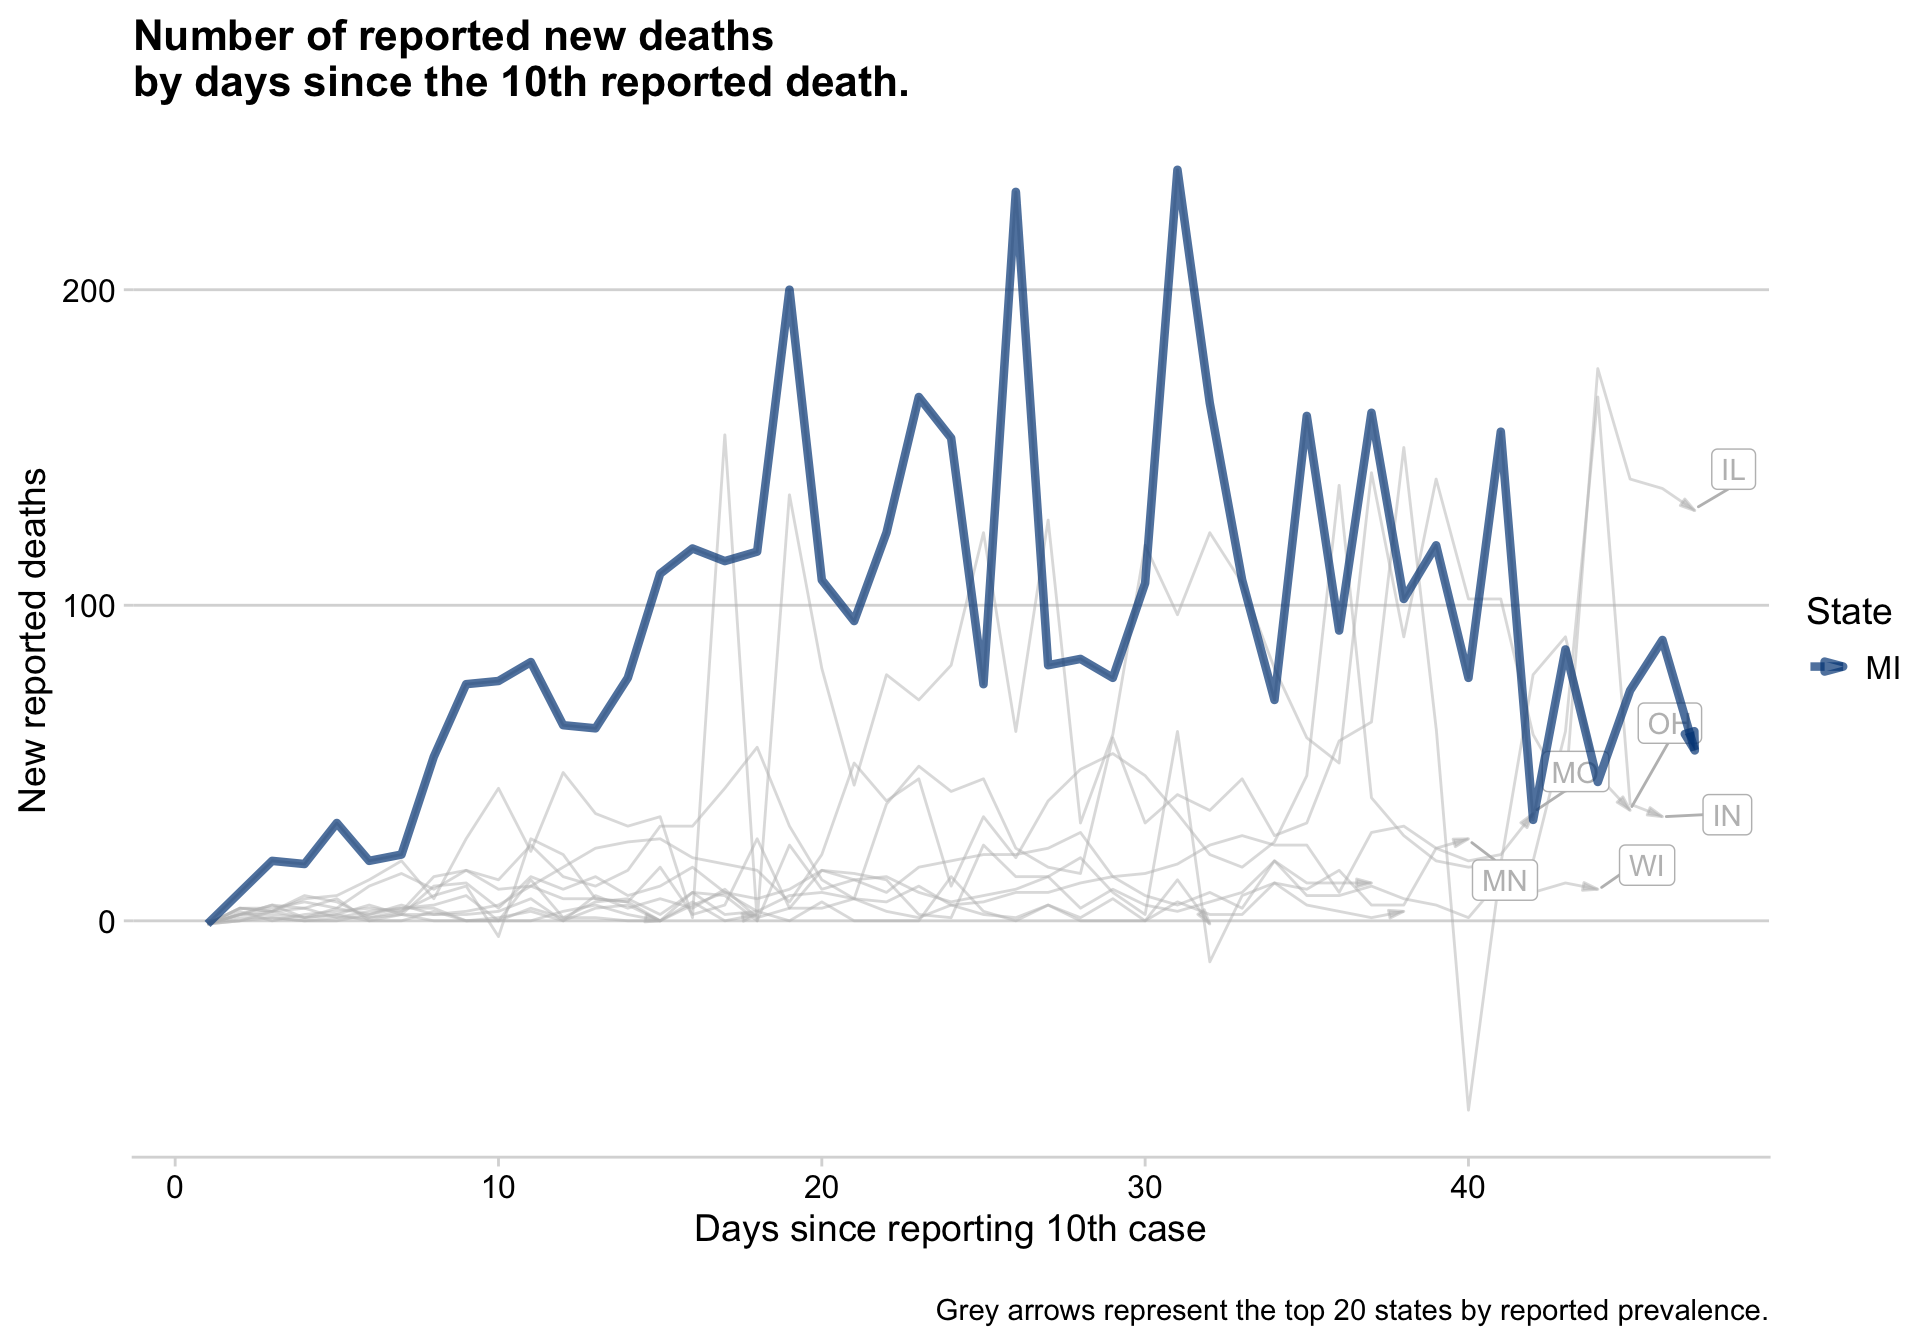 Number of reported new deaths
by days since the 10th reported death.
New reported deaths
200
100
0
IL
OH
MO
IN
WI
MN
State
MI
0
10
20
30
40
Days since reporting 10th case
Grey arrows represent the top 20 states by reported prevalence.